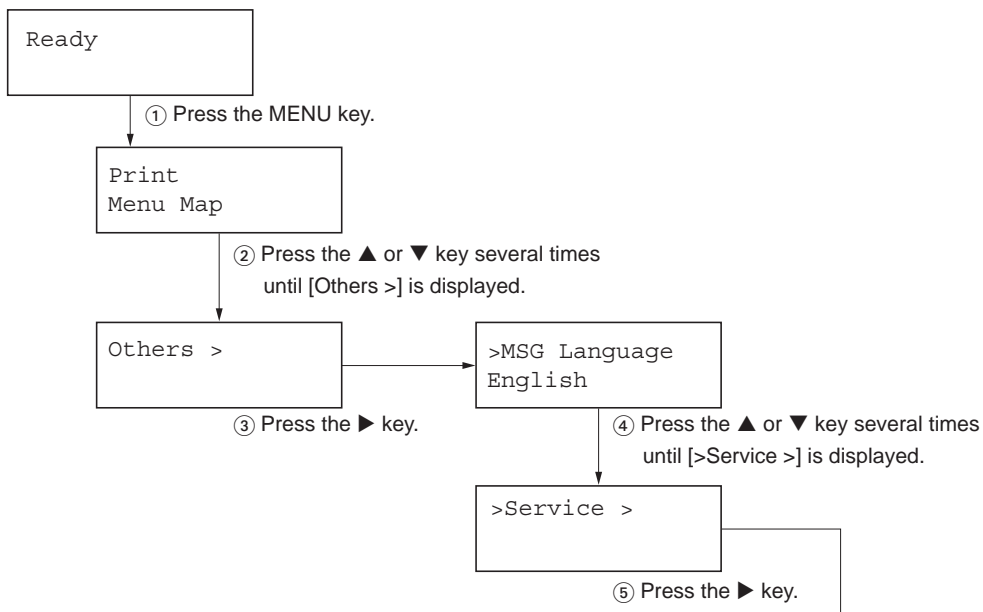 Ready
① Press the MENU key.
Print
Menu Map
② Press the ▲ or ▼ key several times
until [Others >] is displayed.
Others >
③ Press the ▶ key.
>MSG Language
English
④ Press the ▲ or ▼ key several times
until [>Service >] is displayed.
>Service >
⑤ Press the ▶ key.